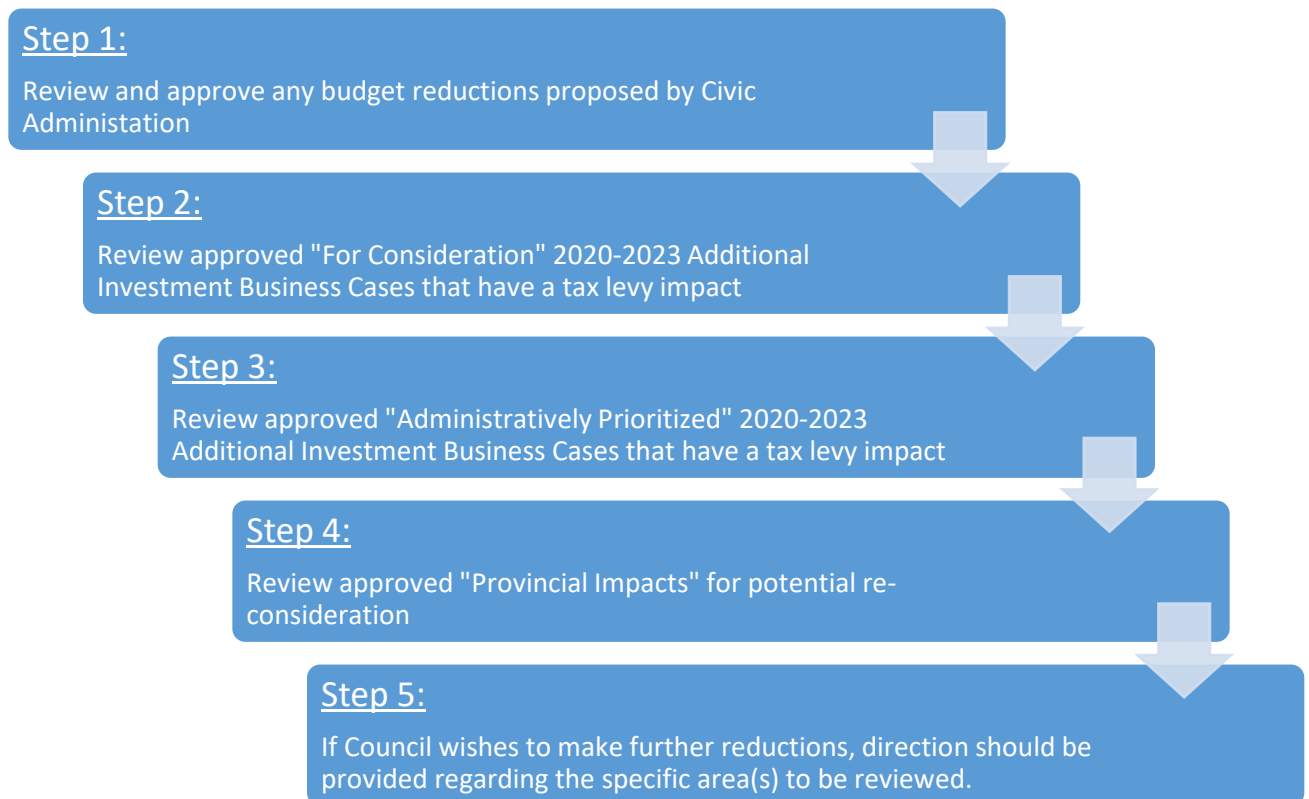 Step 1:
Review and approve any budget reductions proposed by Civic
Administation
Step 2:
Review approved "For Consideration" 2020-2023 Additional
Investment Business Cases that have a tax levy impact
Step 3:
Review approved "Administratively Prioritized" 2020-2023
Additional Investment Business Cases that have a tax levy impact
Step 4:
Review approved "Provincial Impacts" for potential re-
consideration
Step 5:
If Council wishes to make further reductions, direction should be
provided regarding the specific area(s) to be reviewed.